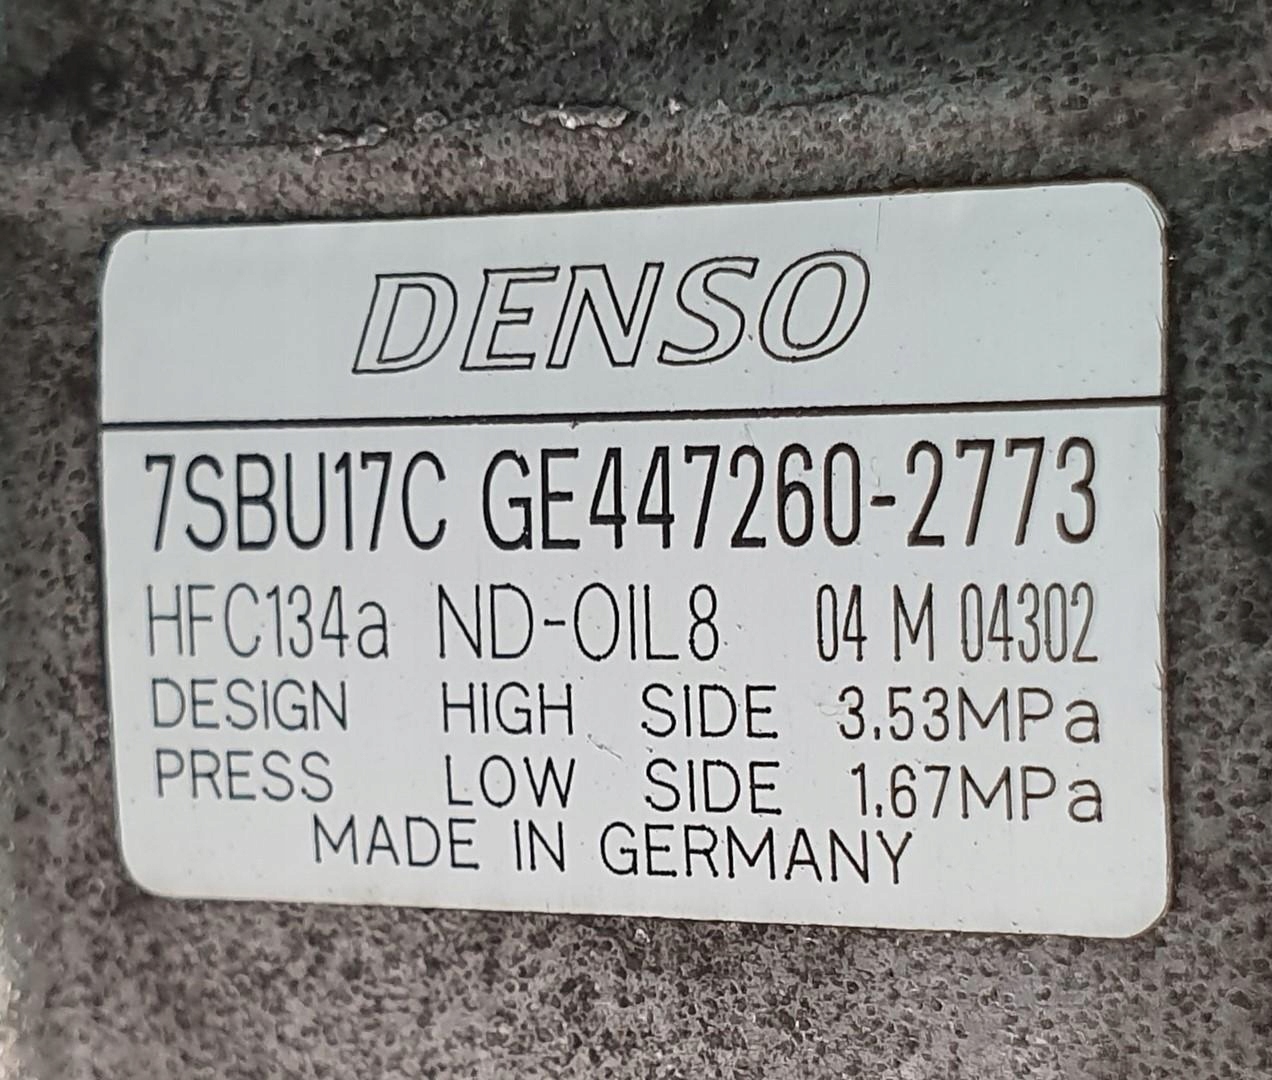 DENSO
7SBU17C GE447260-2773
HFC134a ND-OIL8 04 M 04302
DESIGN HIGH SIDE 3.53MPa
PRESS LOW SIDE 1.67MPa
MADE IN GERMANY